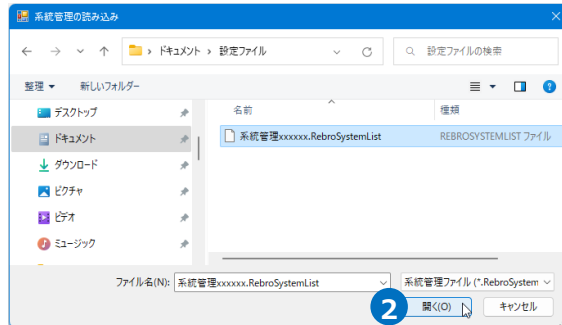 系統管理の読み込み
ドキュメント › 設定ファイル
設定ファイルの検索
整理 新しいフォルダー
名前 種類
デスクトップ
ドキュメント
ダウンロード
ピクチャ
ビデオ
ミュージック
系統管理xxxxxx.RebroSystemList REBROSYSTEMLIST ファイル
ファイル名(N): 系統管理xxxxxx.RebroSystemList 系統管理ファイル (*.RebroSystem
2 開く(O) キャンセル